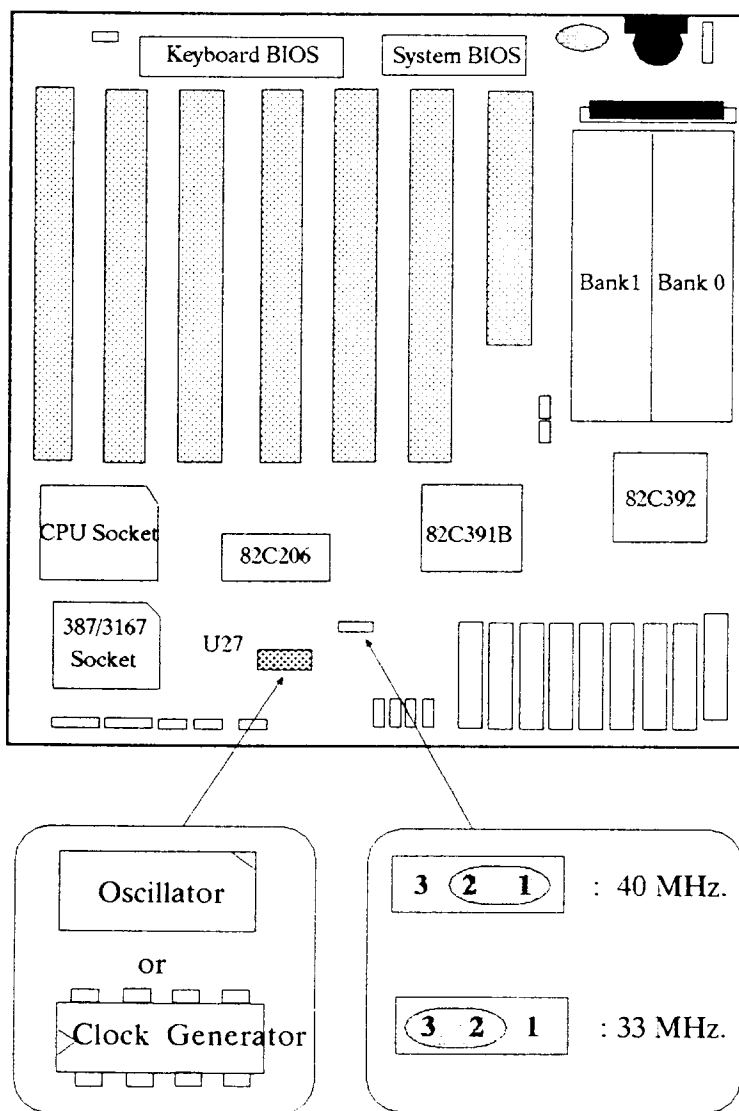 Keyboard BIOS
System BIOS
Bank1
Bank 0
CPU Socket
82C206
82C391B
82C392
387/3167
Socket
U27
Oscillator
or
Clock Generator
3 2 1 : 40 MHz.
3 2 1 : 33 MHz.